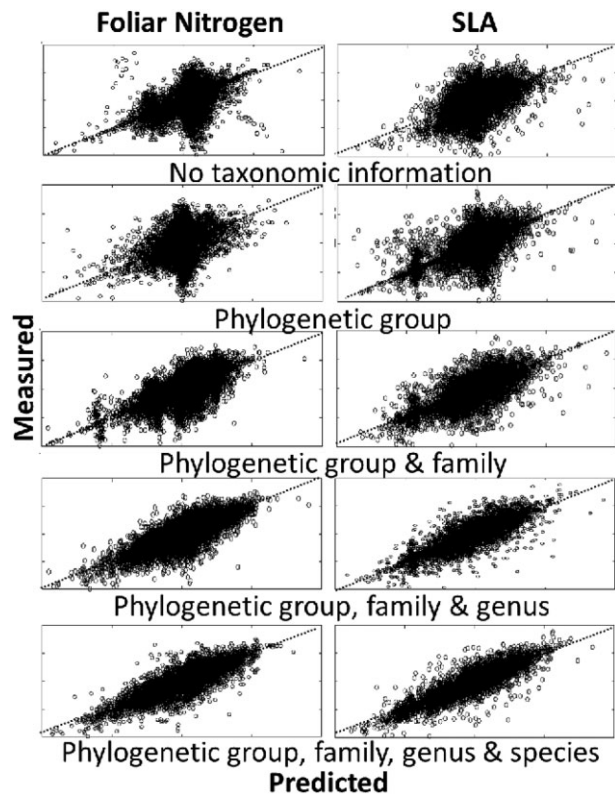 Foliar Nitrogen SLA
No taxonomic information
Phylogenetic group
Measured
Phylogenetic group & family
Phylogenetic group, family & genus
Phylogenetic group, family, genus & species
Predicted